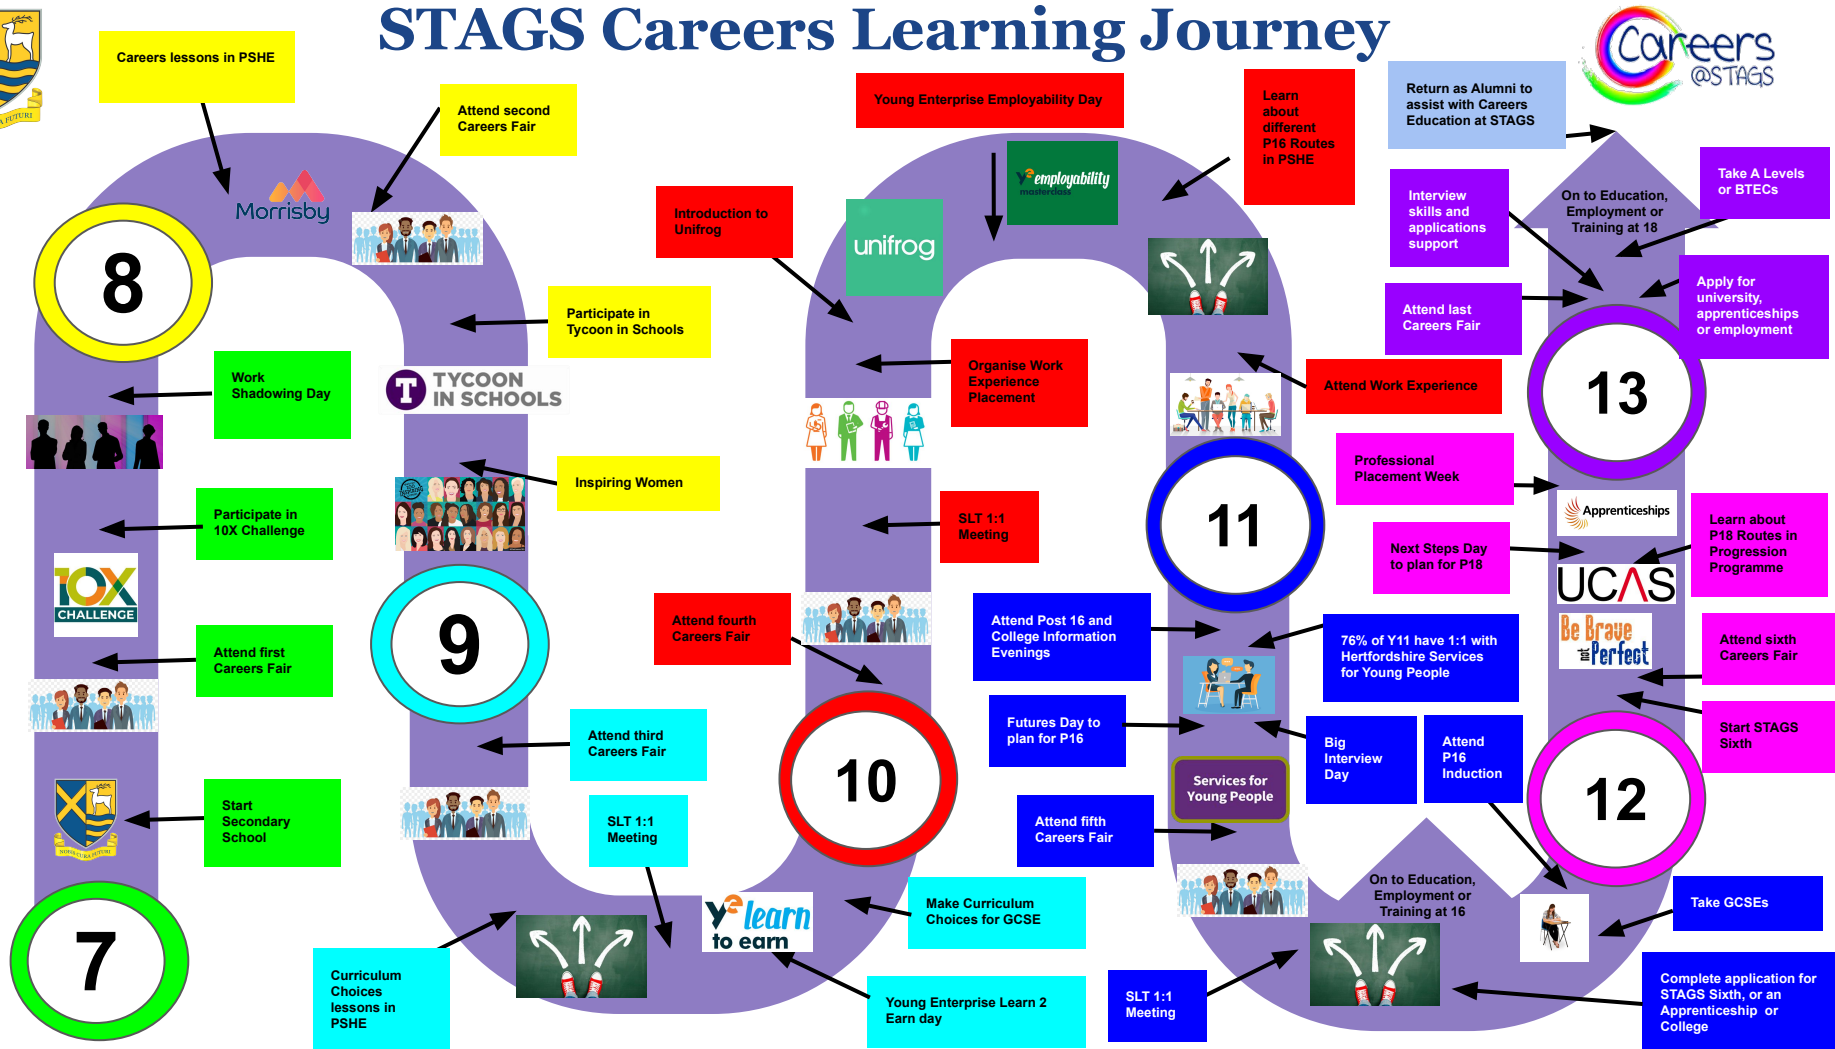 STAGS Careers Learning Journey
Careers
@STAGS
A FUTURI
Careers lessons in PSHE
Attend second
Careers Fair
Morrisby
8
Participate in
Tycoon in Schools
TYCOON
IN SCHOOLS
Work
Shadowing Day
Inspiring Women
Participate in
10X Challenge
10X
CHALLENGE
Attend first
Careers Fair
9
Start
Secondary
School
7
Attend third
Careers Fair
SLT 1:1
Meeting
Curriculum
Choices
lessons in
PSHE
Ye learn
to earn
Make Curriculum
Choices for GCSE
Young Enterprise Learn 2
Earn day
10
Attend fourth
Careers Fair
SLT 1:1
Meeting
Organise Work
Experience
Placement
Introduction to
Unifrog
unifrog
Young Enterprise Employability Day
Ye employability
masterclass
Learn
about
different
P16 Routes
in PSHE
Attend Work Experience
11
Attend Post 16 and
College Information
Evenings
76% of Y11 have 1:1 with
Hertfordshire Services
for Young People
Futures Day to
plan for P16
Big
Interview
Day
Services for
Young People
Attend fifth
Careers Fair
Attend
P16
Induction
On to Education,
Employment or
Training at 16
SLT 1:1
Meeting
Take GCSEs
Complete application for
STAGS Sixth, or an
Apprenticeship or
College
12
Start STAGS
Sixth
Attend sixth
Careers Fair
Be Brave
not Perfect
UCAS
Learn about
P18 Routes in
Progression
Programme
Next Steps Day
to plan for P18
Apprenticeships
Professional
Placement Week
13
Attend last
Careers Fair
Apply for
university,
apprenticeships
or employment
Interview
skills and
applications
support
Take A Levels
or BTECs
On to Education,
Employment or
Training at 18
Return as Alumni to
assist with Careers
Education at STAGS